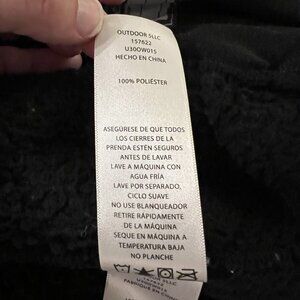 OUTDOOR 5LLC
157622
U30OW015
HECHO EN CHINA
100% POLIÉSTER
ASEGÚRESE DE QUE TODOS
LOS CIERRES DE LA
PRENDA ESTÉN SEGUROS
ANTES DE LAVAR
LAVE A MÁQUINA CON
AGUA FRÍA
LAVE POR SEPARADO,
CICLO SUAVE
NO USE BLANQUEADOR
RETIRE RÁPIDAMENTE
DE LA MÁQUINA
SEQUE EN MÁQUINA A
TEMPERATURA BAJA
NO PLANCHE